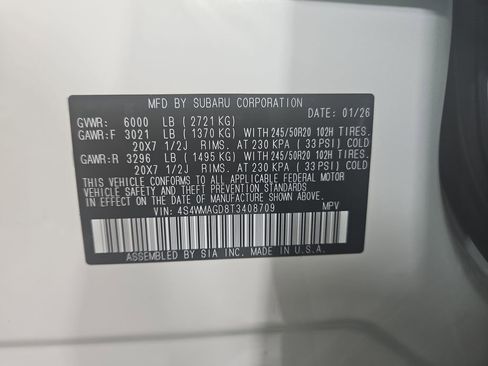 MFD BY SUBARU CORPORATION
DATE: 01/26
GVWR: 6000 LB ( 2721 KG)
GAWR:F 3021 LB ( 1370 KG) WITH 245/50R20 102H TIRES.
20X7 1/2J RIMS. AT 230 KPA ( 33 PSI) COLD
GAWR:R 3296 LB ( 1495 KG) WITH 245/50R20 102H TIRES.
20X7 1/2J RIMS. AT 230 KPA ( 33 PSI) COLD
THIS VEHICLE CONFORMS TO ALL APPLICABLE FEDERAL MOTOR
VEHICLE SAFETY AND THEFT PREVENTION STANDARDS
IN EFFECT ON THE DATE OF MANUFACTURE SHOWN ABOVE.
VIN: 4S4WMAGD8T3408709 MPV
ASSEMBLED BY SIA INC. MADE IN U.S.A.